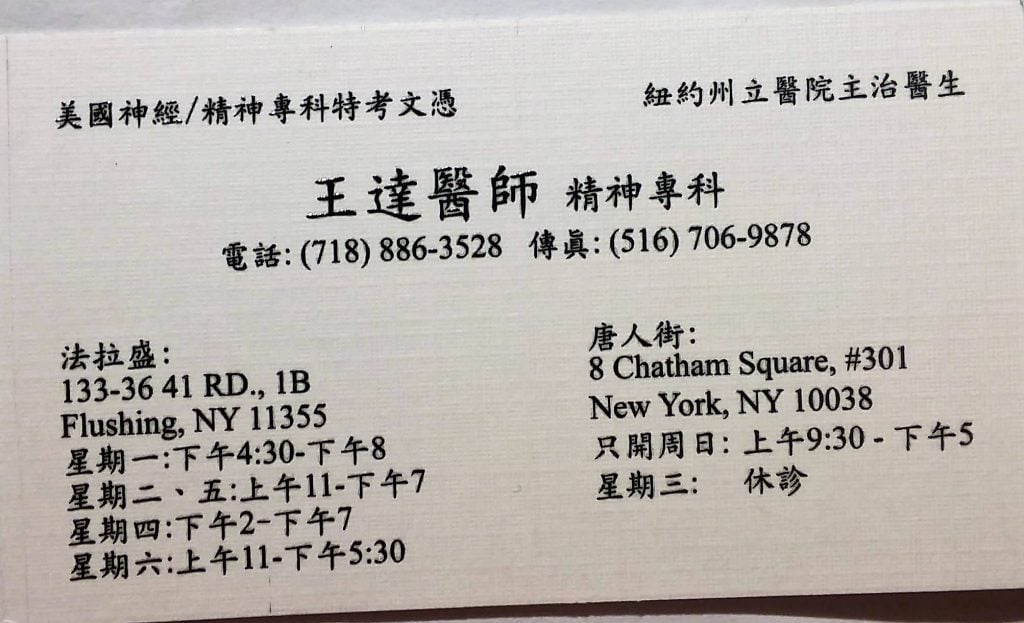 美國神經/精神專科特考文憑
紐約州立醫院主治醫生
王達醫師 精神專科
電話: (718) 886-3528 傳眞: (516) 706-9878
法拉盛:
133-36 41 RD., 1B
Flushing, NY 11355
星期一:下午4:30-下午8
星期二、五:上午11-下午7
星期四:下午2-下午7
星期六:上午11-下午5:30
唐人街:
8 Chatham Square, #301
New York, NY 10038
只開周日: 上午9:30 - 下午5
星期三: 休診